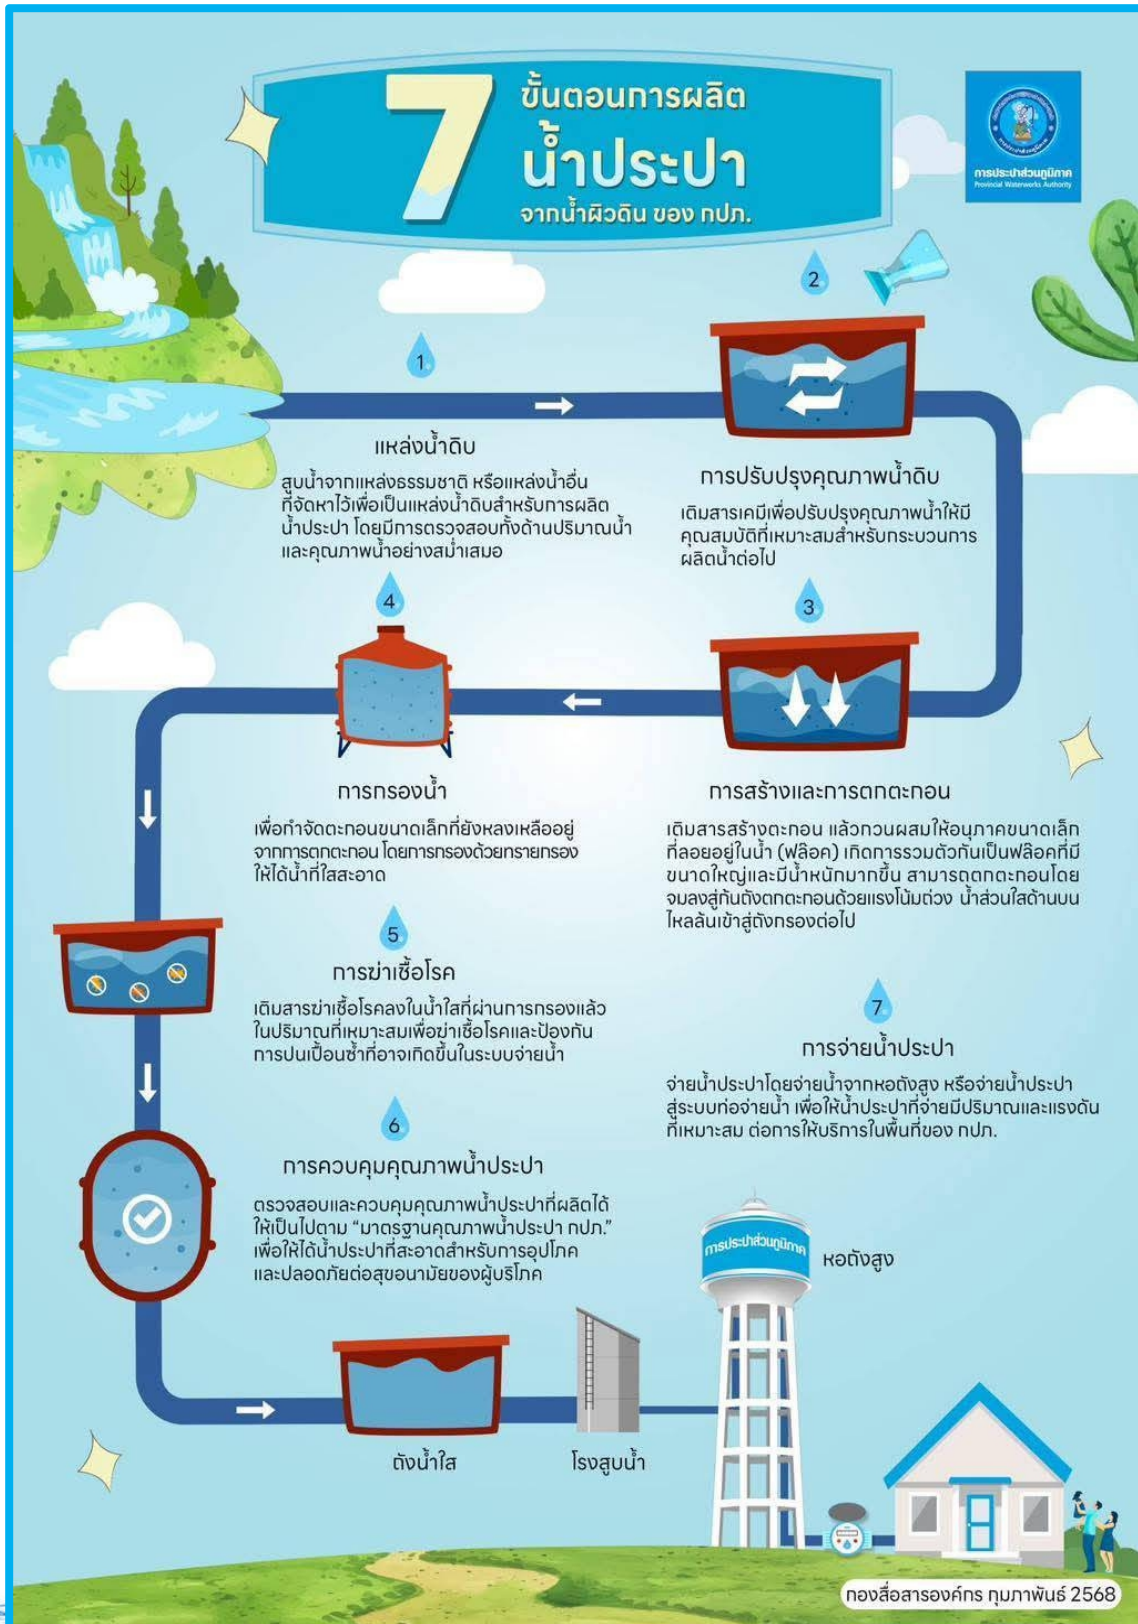 7
ขั้นตอนการผลิต
น้ำประปา
จากน้ำผิวดิน ของ กปภ.
การประปาส่วนภูมิภาค
Provincial Waterworks Authority
1.
แหล่งน้ำดิบ
สูบน้ำจากแหล่งธรรมชาติ หรือแหล่งน้ำอื่น
ที่จัดหาไว้เพื่อเป็นแหล่งน้ำดิบสำหรับการผลิต
น้ำประปา โดยมีการตรวจสอบทั้งด้านปริมาณน้ำ
และคุณภาพน้ำอย่างสม่ำเสมอ
2.
การปรับปรุงคุณภาพน้ำดิบ
เติมสารเคมีเพื่อปรับปรุงคุณภาพน้ำให้มี
คุณสมบัติที่เหมาะสมสำหรับกระบวนการ
ผลิตน้ำต่อไป
3.
การสร้างและการตกตะกอน
เติมสารสร้างตะกอน แล้วกวนผสมให้อนุภาคขนาดเล็ก
ที่ลอยอยู่ในน้ำ (ฟล๊อค) เกิดการรวมตัวกันเป็นฟล๊อคที่มี
ขนาดใหญ่และมีน้ำหนักมากขึ้น สามารถตกตะกอนโดย
จมลงสู่ก้นถังตกตะกอนด้วยแรงโน้มถ่วง น้ำส่วนใสด้านบน
ไหลล้นเข้าสู่ถังกรองต่อไป
4.
การกรองน้ำ
เพื่อกำจัดตะกอนขนาดเล็กที่ยังหลงเหลืออยู่
จากการตกตะกอน โดยการกรองด้วยทรายกรอง
ให้ได้น้ำที่ใสสะอาด
5.
การฆ่าเชื้อโรค
เติมสารฆ่าเชื้อโรคลงในน้ำใสที่ผ่านการกรองแล้ว
ในปริมาณที่เหมาะสมเพื่อฆ่าเชื้อโรคและป้องกัน
การปนเปื้อนซ้ำที่อาจเกิดขึ้นในระบบจ่ายน้ำ
6.
การควบคุมคุณภาพน้ำประปา
ตรวจสอบและควบคุมคุณภาพน้ำประปาที่ผลิตได้
ให้เป็นไปตาม “มาตรฐานคุณภาพน้ำประปา กปภ.”
เพื่อให้ได้น้ำประปาที่สะอาดสำหรับการอุปโภค
และปลอดภัยต่อสุขอนามัยของผู้บริโภค
7.
การจ่ายน้ำประปา
จ่ายน้ำประปาโดยจ่ายน้ำจากหอถังสูง หรือจ่ายน้ำประปา
สู่ระบบท่อจ่ายน้ำ เพื่อให้น้ำประปาที่จ่ายมีปริมาณและแรงดัน
ที่เหมาะสม ต่อการให้บริการในพื้นที่ของ กปภ.
การประปาส่วนภูมิภาค
หอถังสูง
ถังน้ำใส
โรงสูบน้ำ
กองสื่อสารองค์กร กุมภาพันธ์ 2568